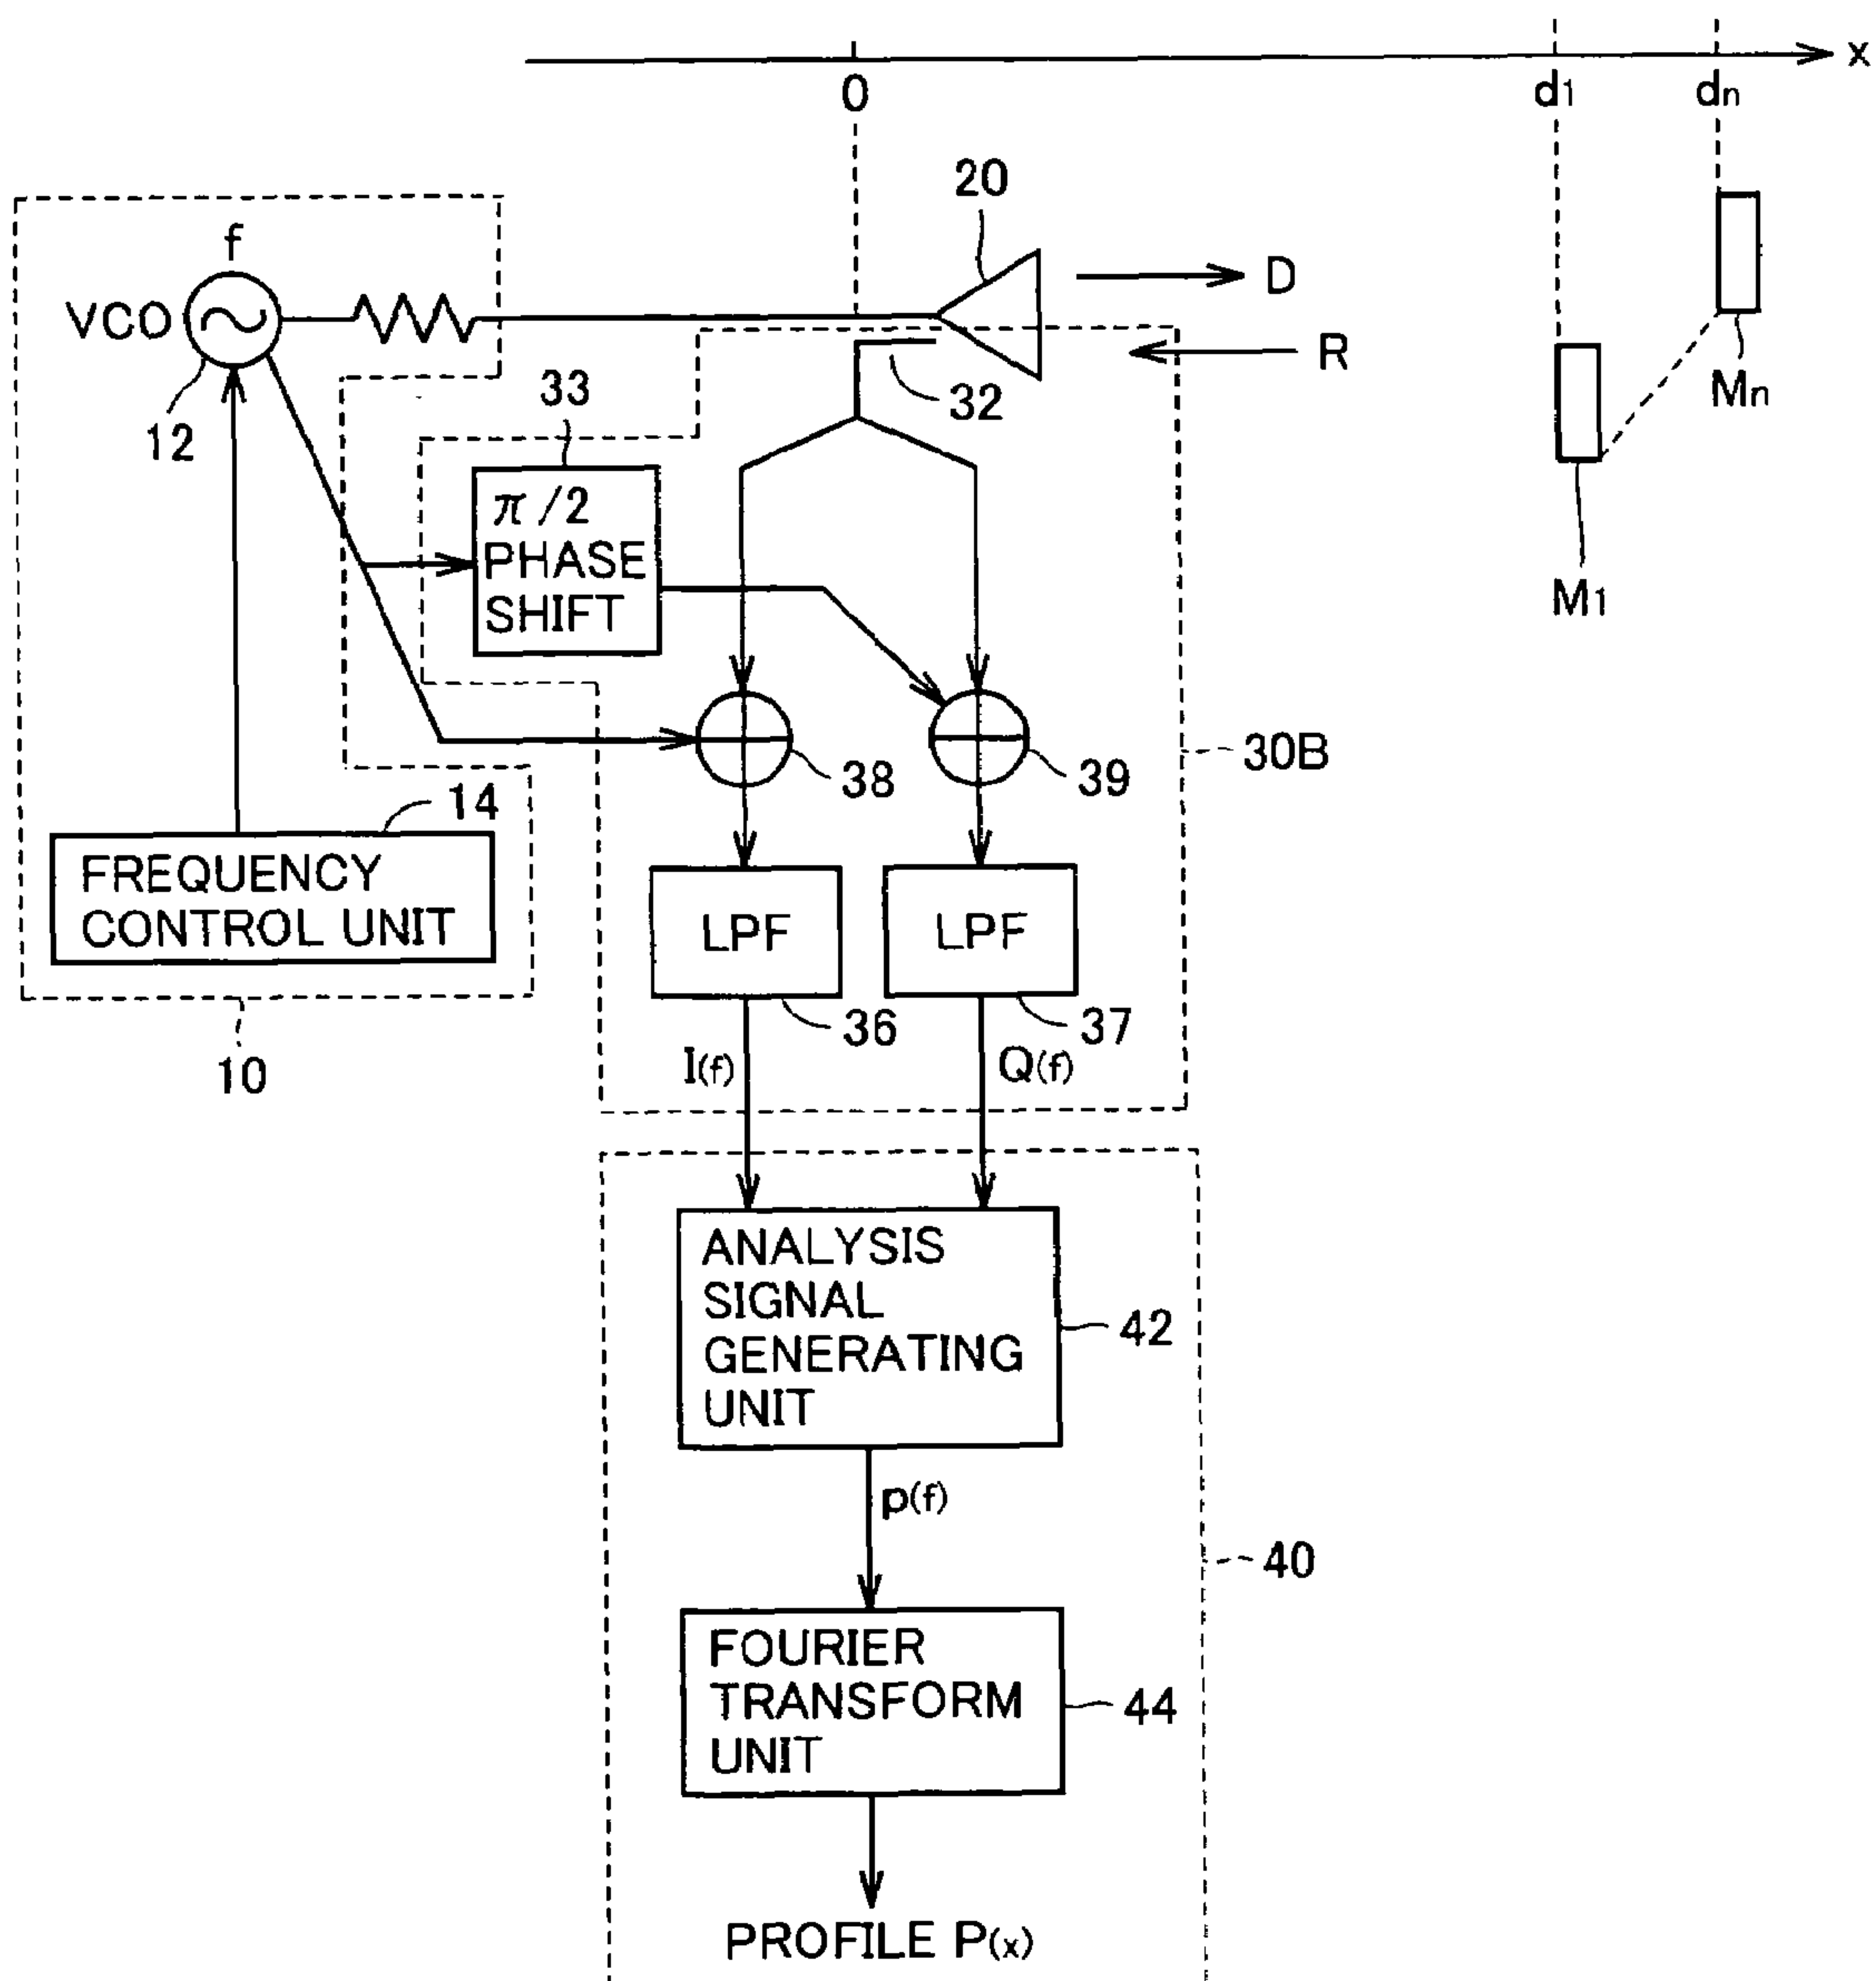 x
0
d1
dn
20
f
VCO
D
R
12
33
32
Mn
M1
π/2
PHASE
SHIFT
38
39
30B
14
FREQUENCY
CONTROL UNIT
LPF
LPF
36
37
10
I(f)
Q(f)
ANALYSIS
SIGNAL
GENERATING
UNIT
42
p(f)
40
FOURIER
TRANSFORM
UNIT
44
PROFILE P(x)